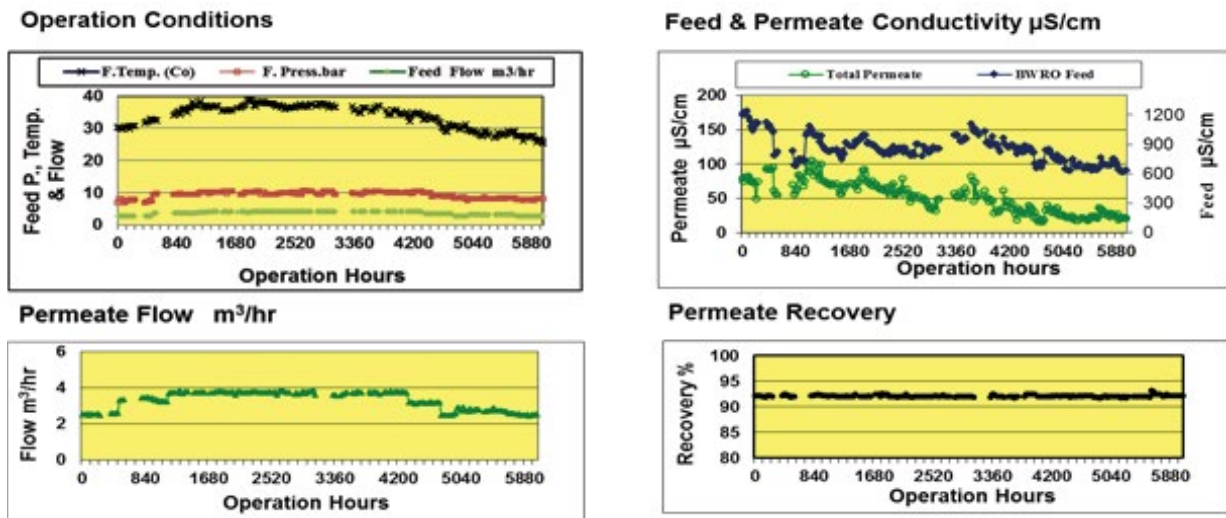 Operation Conditions
F.Temp. (Co) F. Press.bar Feed Flow m3/hr
Feed P., Temp.
& Flow
40
30
20
10
0
0 840 1680 2520 3360 4200 5040 5880
Operation Hours
Feed & Permeate Conductivity µS/cm
Total Permeate BWRO Feed
Permeate µS/cm
200
150
100
50
0
1200
900
600
300
0
Feed µS/cm
0 840 1680 2520 3360 4200 5040 5880
Operation hours
Permeate Flow m³/hr
Flow m³/hr
6
4
2
0
0 840 1680 2520 3360 4200 5040 5880
Operation Hours
Permeate Recovery
Recovery %
100
95
90
85
80
0 840 1680 2520 3360 4200 5040 5880
Operation Hours